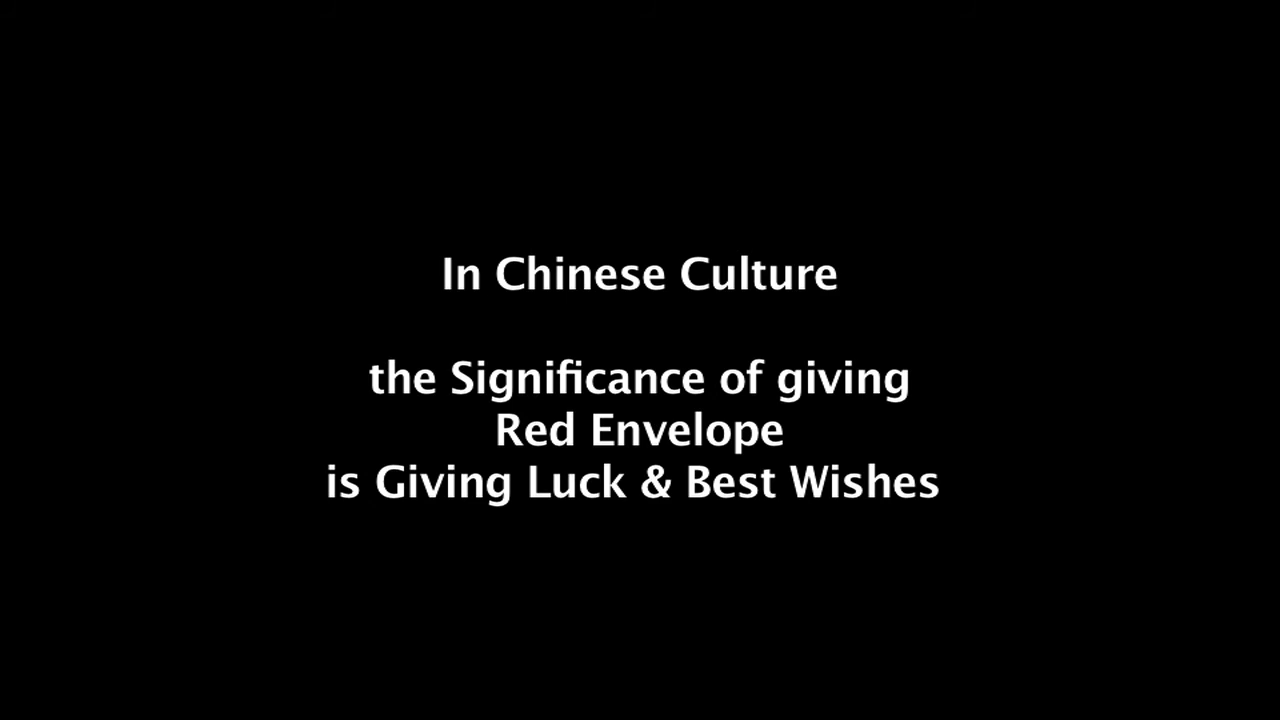 In Chinese Culture
the Significance of giving
Red Envelope
is Giving Luck & Best Wishes